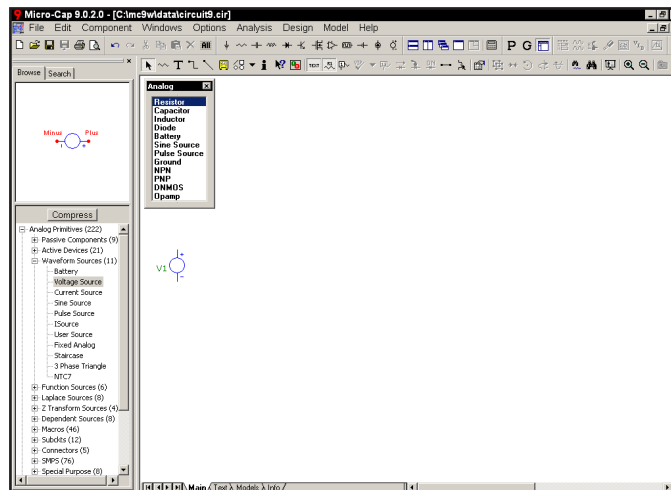 Micro-Cap 9.0.2.0 - [C:\mc9w\data\circuit9.cir]
File Edit Component Windows Options Analysis Design Model Help
All
P G
Browse Search
T
TEXT
Minus Plus
Analog
Resistor
Capacitor
Inductor
Diode
Battery
Sine Source
Pulse Source
Ground
NPN
PNP
DNMOS
Opamp
Compress
Analog Primitives (222)
Passive Components (9)
Active Devices (21)
Waveform Sources (11)
Battery
Voltage Source
Current Source
Sine Source
Pulse Source
ISource
User Source
Fixed Analog
Staircase
3 Phase Triangle
NTC7
Function Sources (6)
Laplace Sources (8)
Z Transform Sources (4)
Dependent Sources (8)
Macros (46)
Subckts (12)
Connectors (5)
SMPS (76)
Special Purpose (8)
V1
Main Text Models Info